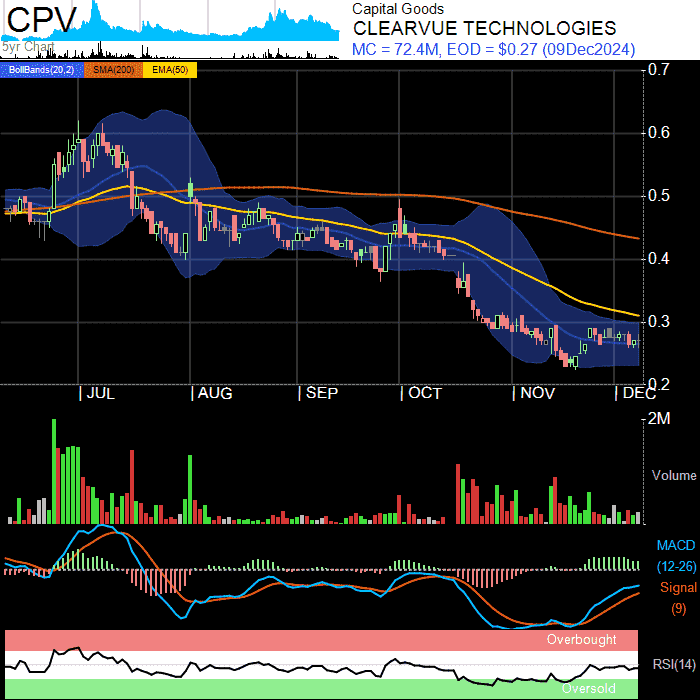 CPV
5yr Chart
Capital Goods
CLEARVUE TECHNOLOGIES
MC = 72.4M, EOD = $0.27 (09Dec2024)
BollBands(20,2) SMA(200) EMA(50)
0.7
0.6
0.5
0.4
0.3
0.2
JUL AUG SEP OCT NOV DEC
2M
Volume
MACD
(12-26)
Signal
(9)
Overbought
RSI(14)
Oversold